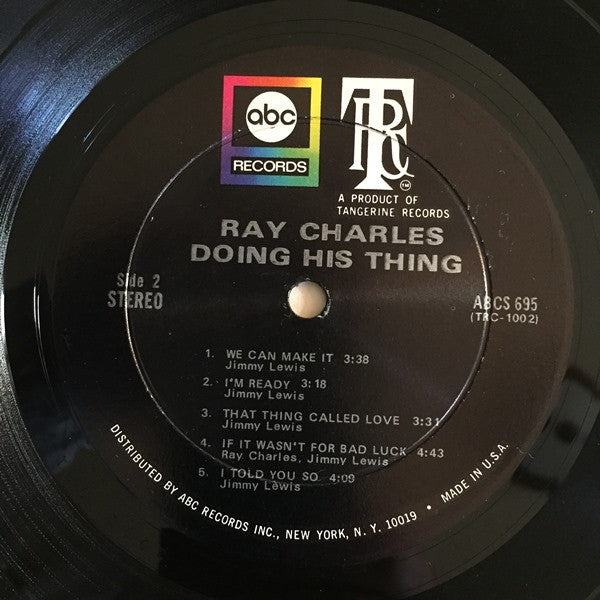 abc
RECORDS
TRC
TM
A PRODUCT OF
TANGERINE RECORDS
RAY CHARLES
DOING HIS THING
Side 2
STEREO
ABCS 695
(TRC-1002)
1. WE CAN MAKE IT 3:38
Jimmy Lewis
2. I'M READY 3:18
Jimmy Lewis
3. THAT THING CALLED LOVE 3:31
Jimmy Lewis
4. IF IT WASN'T FOR BAD LUCK 4:43
Ray Charles, Jimmy Lewis
5. I TOLD YOU SO 4:09
Jimmy Lewis
DISTRIBUTED BY ABC RECORDS INC., NEW YORK, N. Y. 10019 • MADE IN U.S.A.